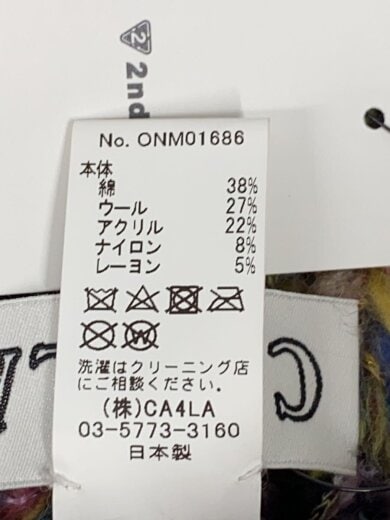 2nd
No. ONM01686
本体
綿 38%
ウール 27%
アクリル 22%
ナイロン 8%
レーヨン 5%
洗濯はクリーニング店
にご相談ください。
(株)CA4LA
03-5773-3160
日本製